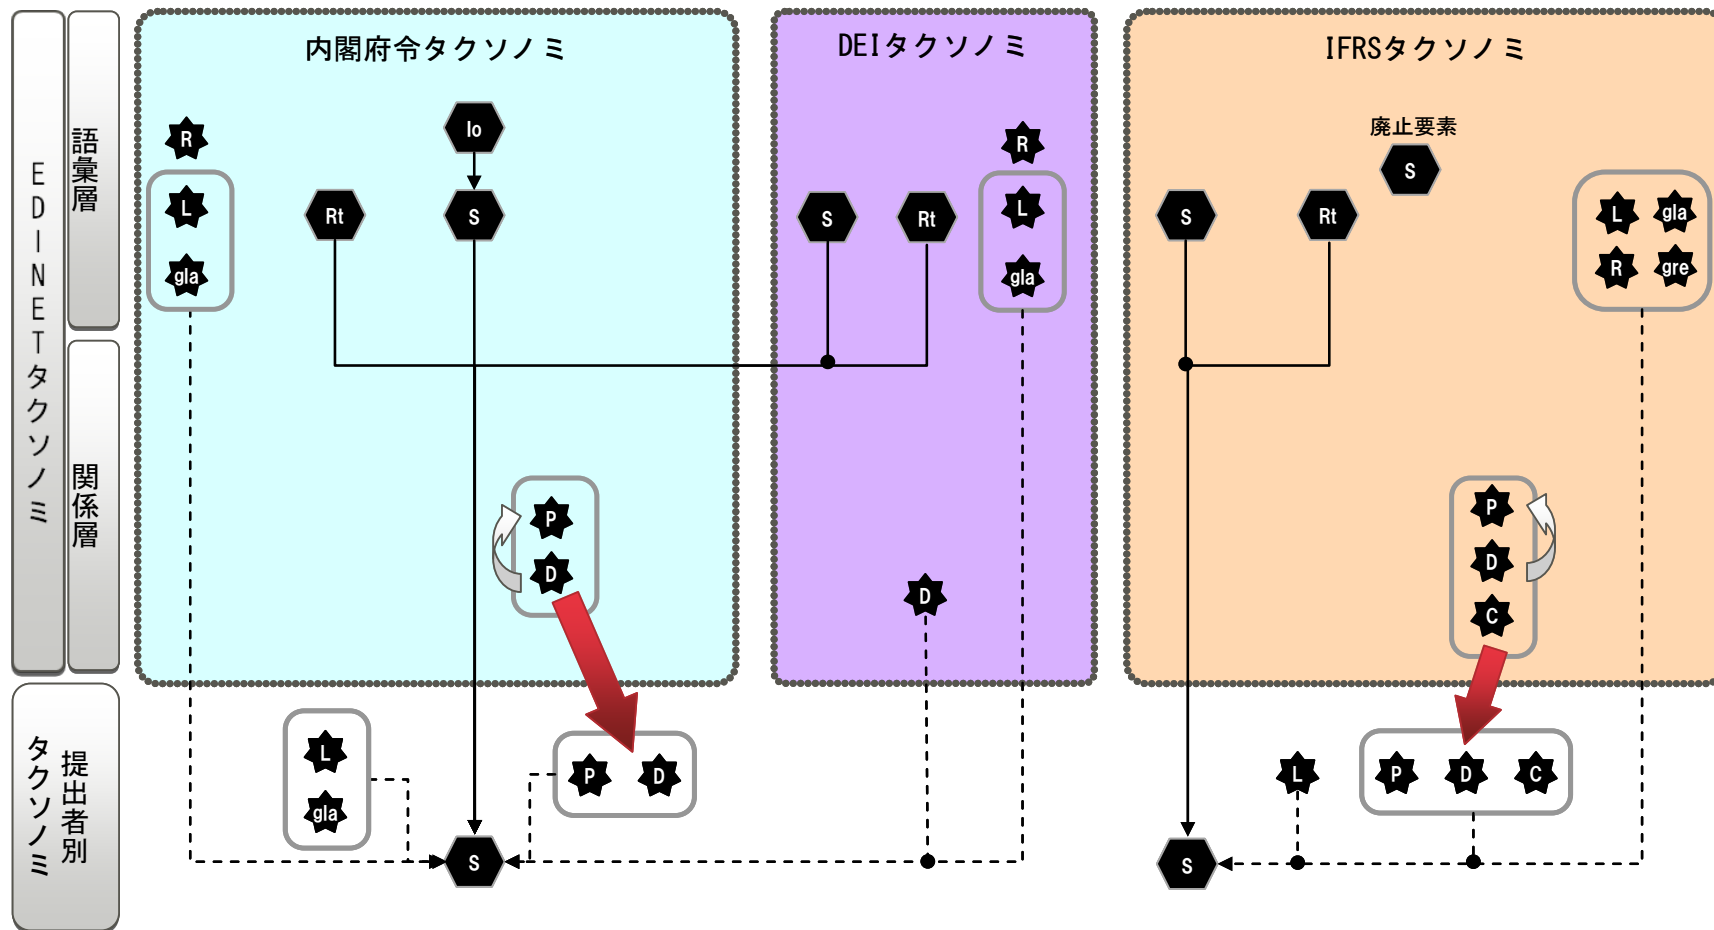 EDINETタクソノミ
語彙層
関係層
提出者別
タクソノミ
内閣府令タクソノミ
R
L
gla
Rt
Io
S
P
D
DEIタクソノミ
S
Rt
R
L
gla
D
IFRSタクソノミ
廃止要素
S
S
Rt
L gla
R gre
P
D
C
L
gla
P D
S
L
P D C
S